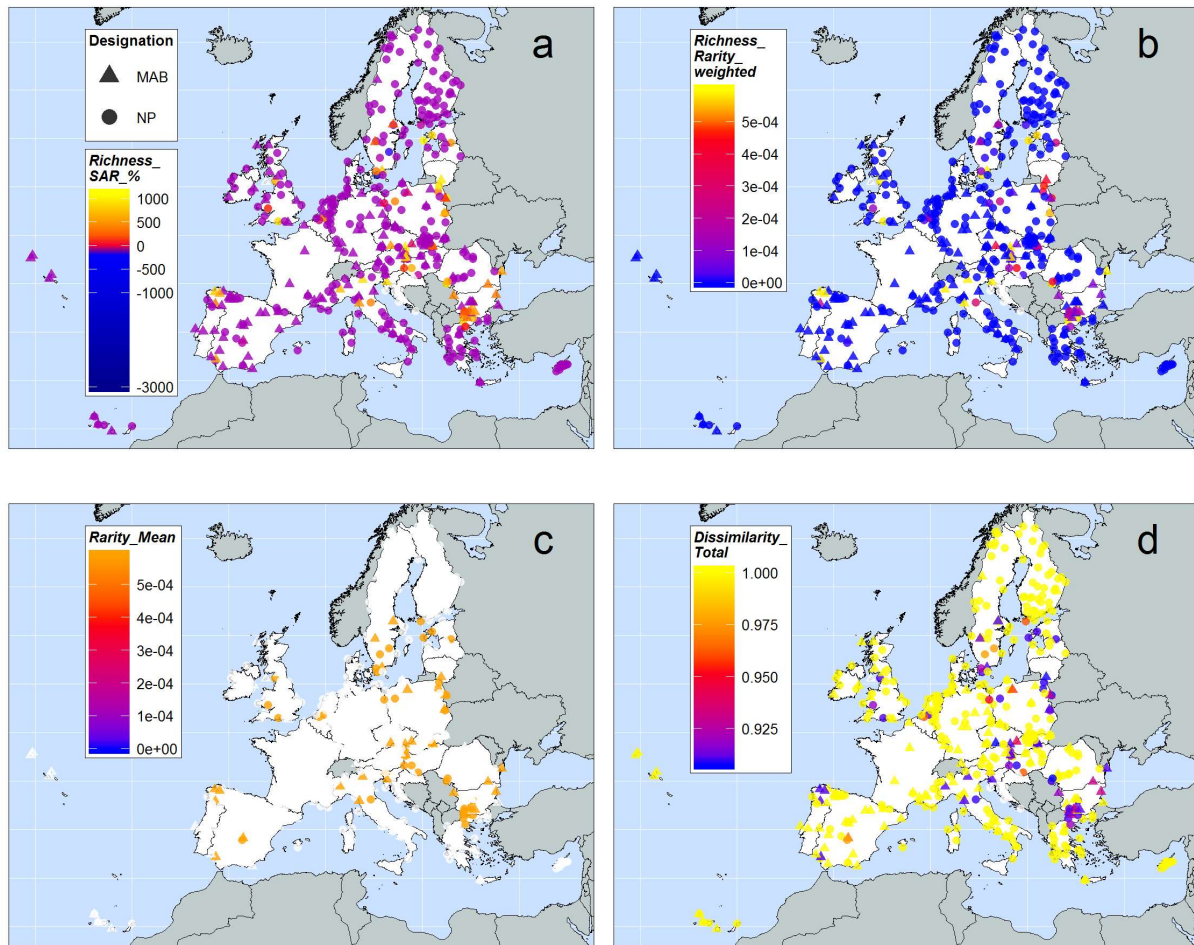 a
Designation
MAB
NP
Richness_
SAR_%
1000
500
0
-500
-1000
-3000
b
Richness_
Rarity_
weighted
5e-04
4e-04
3e-04
2e-04
1e-04
0e+00
c
Rarity_Mean
5e-04
4e-04
3e-04
2e-04
1e-04
0e+00
d
Dissimilarity_
Total
1.000
0.975
0.950
0.925